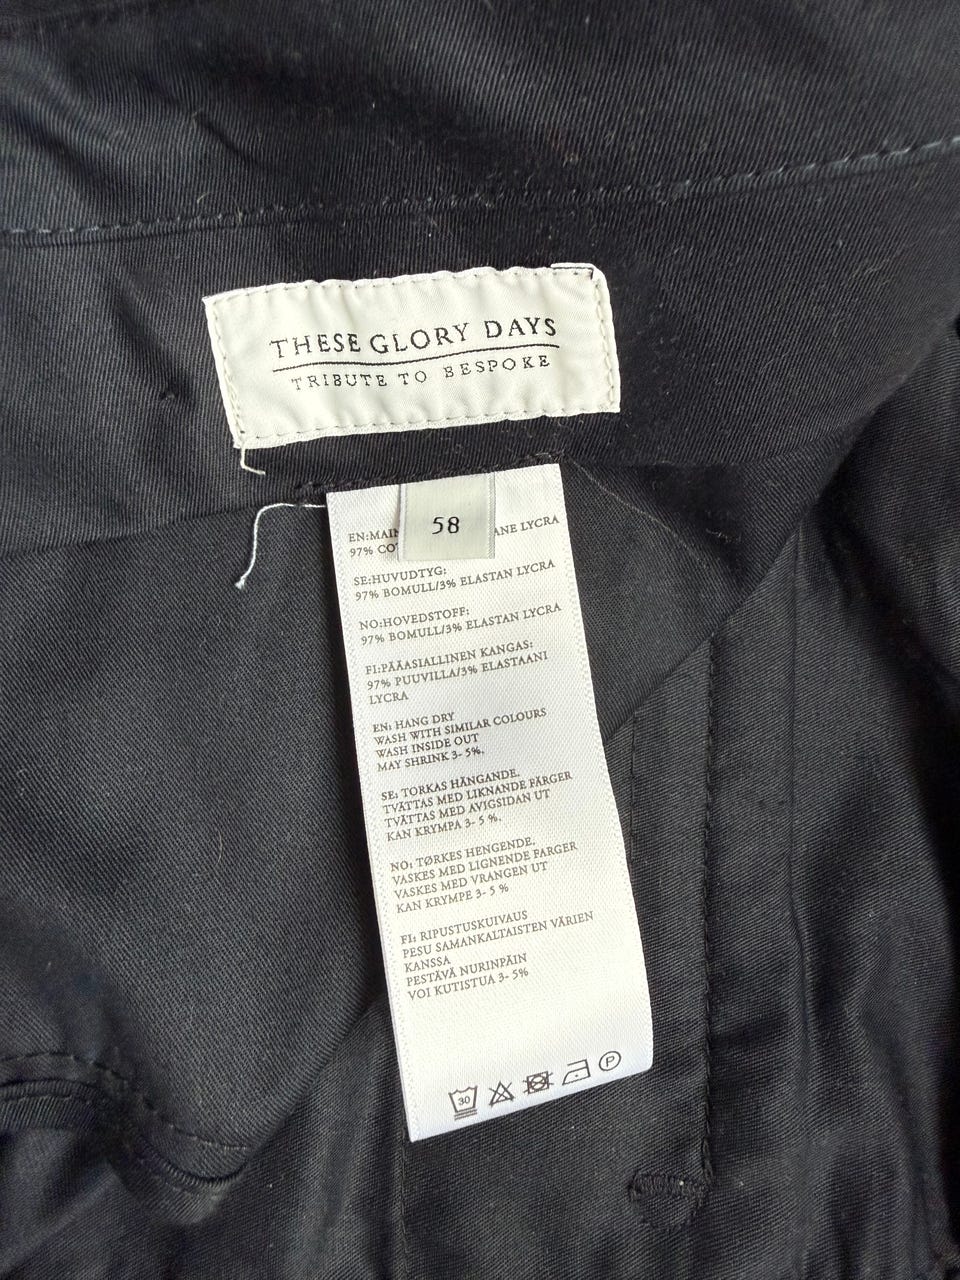 THESE GLORY DAYS
TRIBUTE TO BESPOKE
58
EN:MAIN ANE LYCRA
97% CO
SE:HUVUDTYG:
97% BOMULL/3% ELASTAN LYCRA
NO:HOVEDSTOFF:
97% BOMULL/3% ELASTAN LYCRA
FI:PÄÄASIALLINEN KANGAS:
97% PUUVILLA/3% ELASTAANI
LYCRA
EN: HANG DRY
WASH WITH SIMILAR COLOURS
WASH INSIDE OUT
MAY SHRINK 3- 5%.
SE: TORKAS HÄNGANDE.
TVÄTTAS MED LIKNANDE FÄRGER
TVÄTTAS MED AVIGSIDAN UT
KAN KRYMPA 3- 5 %.
NO: TØRKES HENGENDE.
VASKES MED LIGNENDE FARGER
VASKES MED VRANGEN UT
KAN KRYMPE 3- 5 %
FI: RIPUSTUSKUIVAUS
PESU SAMANKALTAISTEN VÄRIEN
KANSSA
PESTÄVÄ NURINPÄIN
VOI KUTISTUA 3- 5%
30 P